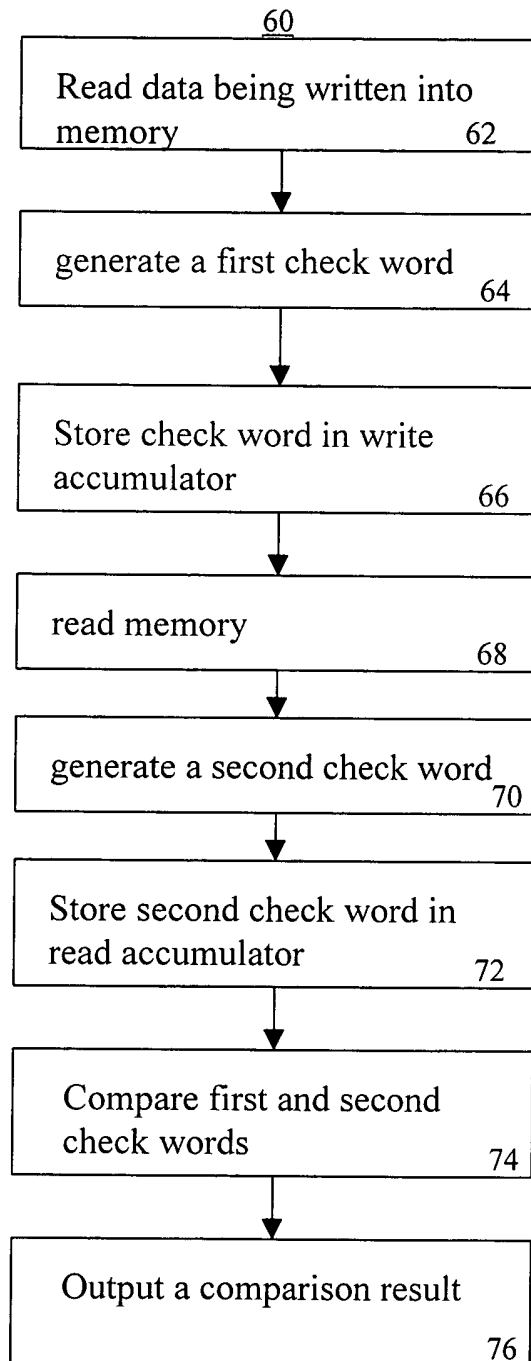 60
Read data being written into
memory 62
generate a first check word
64
Store check word in write
accumulator 66
read memory
68
generate a second check word
70
Store second check word in
read accumulator 72
Compare first and second
check words 74
Output a comparison result
76